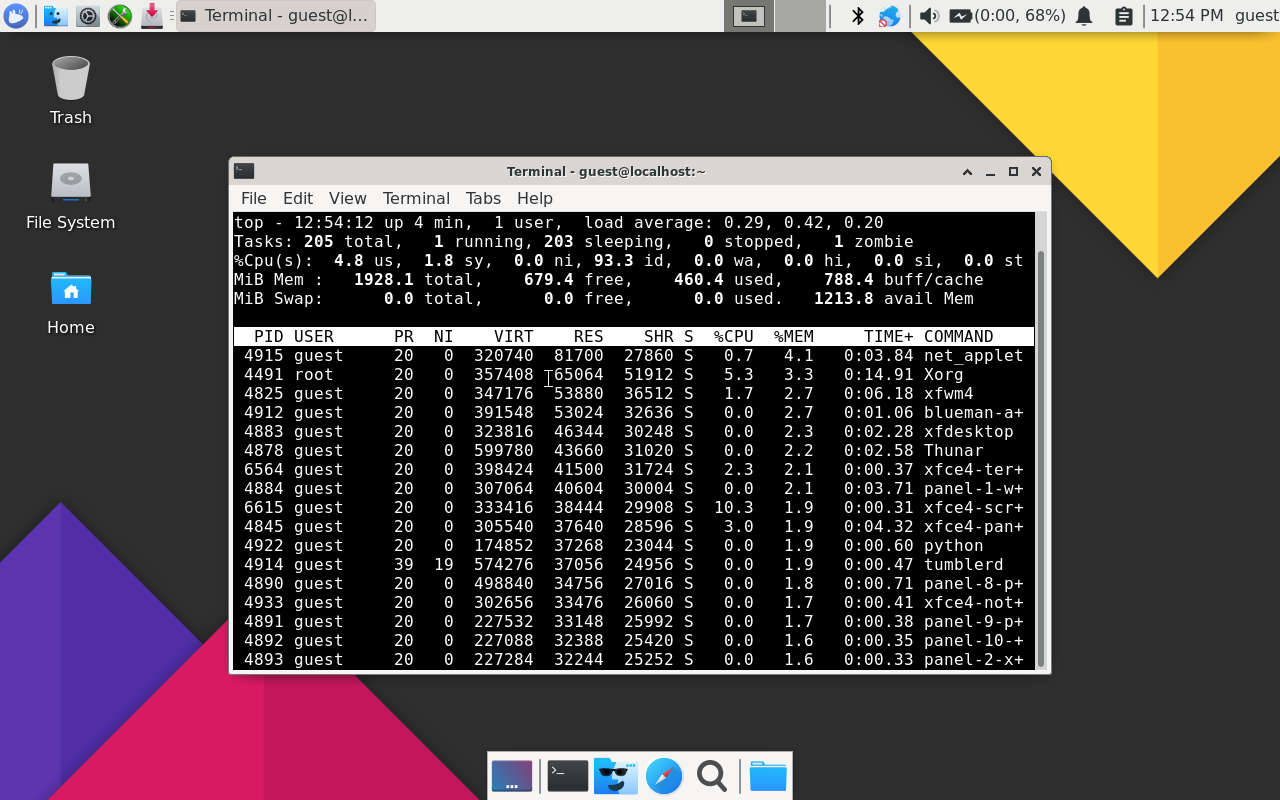 Terminal - guest@l...
(0:00, 68%)
12:54 PM
guest
Trash
File System
Home
Terminal - guest@localhost:~
File Edit View Terminal Tabs Help
top - 12:54:12 up 4 min,  1 user,  load average: 0.29, 0.42, 0.20
Tasks: 205 total,   1 running, 203 sleeping,   0 stopped,   1 zombie
%Cpu(s):  4.8 us,  1.8 sy,  0.0 ni, 93.3 id,  0.0 wa,  0.0 hi,  0.0 si,  0.0 st
MiB Mem :   1928.1 total,    679.4 free,    460.4 used,    788.4 buff/cache
MiB Swap:      0.0 total,      0.0 free,      0.0 used.   1213.8 avail Mem
PID USER      PR  NI    VIRT    RES    SHR S  %CPU  %MEM     TIME+ COMMAND
4915 guest     20   0  320740  81700  27860 S   0.7   4.1   0:03.84 net_applet
4491 root      20   0  357408  65064  51912 S   5.3   3.3   0:14.91 Xorg
4825 guest     20   0  347176  53880  36512 S   1.7   2.7   0:06.18 xfwm4
4912 guest     20   0  391548  53024  32636 S   0.0   2.7   0:01.06 blueman-a+
4883 guest     20   0  323816  46344  30248 S   0.0   2.3   0:02.28 xfdesktop
4878 guest     20   0  599780  43660  31020 S   0.0   2.2   0:02.58 Thunar
6564 guest     20   0  398424  41500  31724 S   2.3   2.1   0:00.37 xfce4-ter+
4884 guest     20   0  307064  40604  30004 S   0.0   2.1   0:03.71 panel-1-w+
6615 guest     20   0  333416  38444  29908 S  10.3   1.9   0:00.31 xfce4-scr+
4845 guest     20   0  305540  37640  28596 S   3.0   1.9   0:04.32 xfce4-pan+
4922 guest     20   0  174852  37268  23044 S   0.0   1.9   0:00.60 python
4914 guest     39  19  574276  37056  24956 S   0.0   1.9   0:00.47 tumblerd
4890 guest     20   0  498840  34756  27016 S   0.0   1.8   0:00.71 panel-8-p+
4933 guest     20   0  302656  33476  26060 S   0.0   1.7   0:00.41 xfce4-not+
4891 guest     20   0  227532  33148  25992 S   0.0   1.7   0:00.38 panel-9-p+
4892 guest     20   0  227088  32388  25420 S   0.0   1.6   0:00.35 panel-10-+
4893 guest     20   0  227284  32244  25252 S   0.0   1.6   0:00.33 panel-2-x+